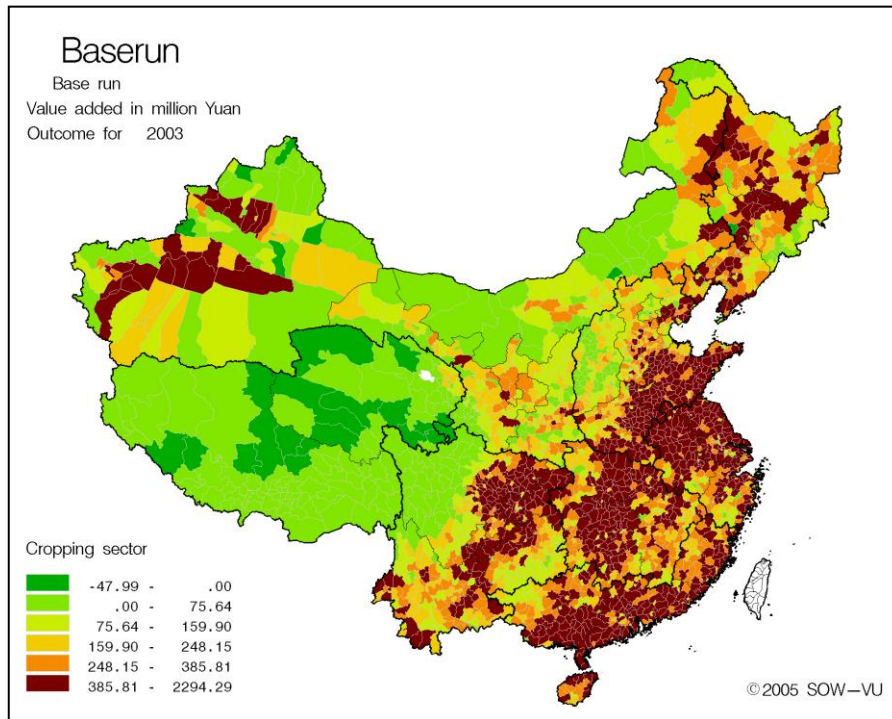 Baserun
Base run
Value added in million Yuan
Outcome for 2003
Cropping sector
-47.99 - .00
.00 - 75.64
75.64 - 159.90
159.90 - 248.15
248.15 - 385.81
385.81 - 2294.29
©2005 SOW-VU